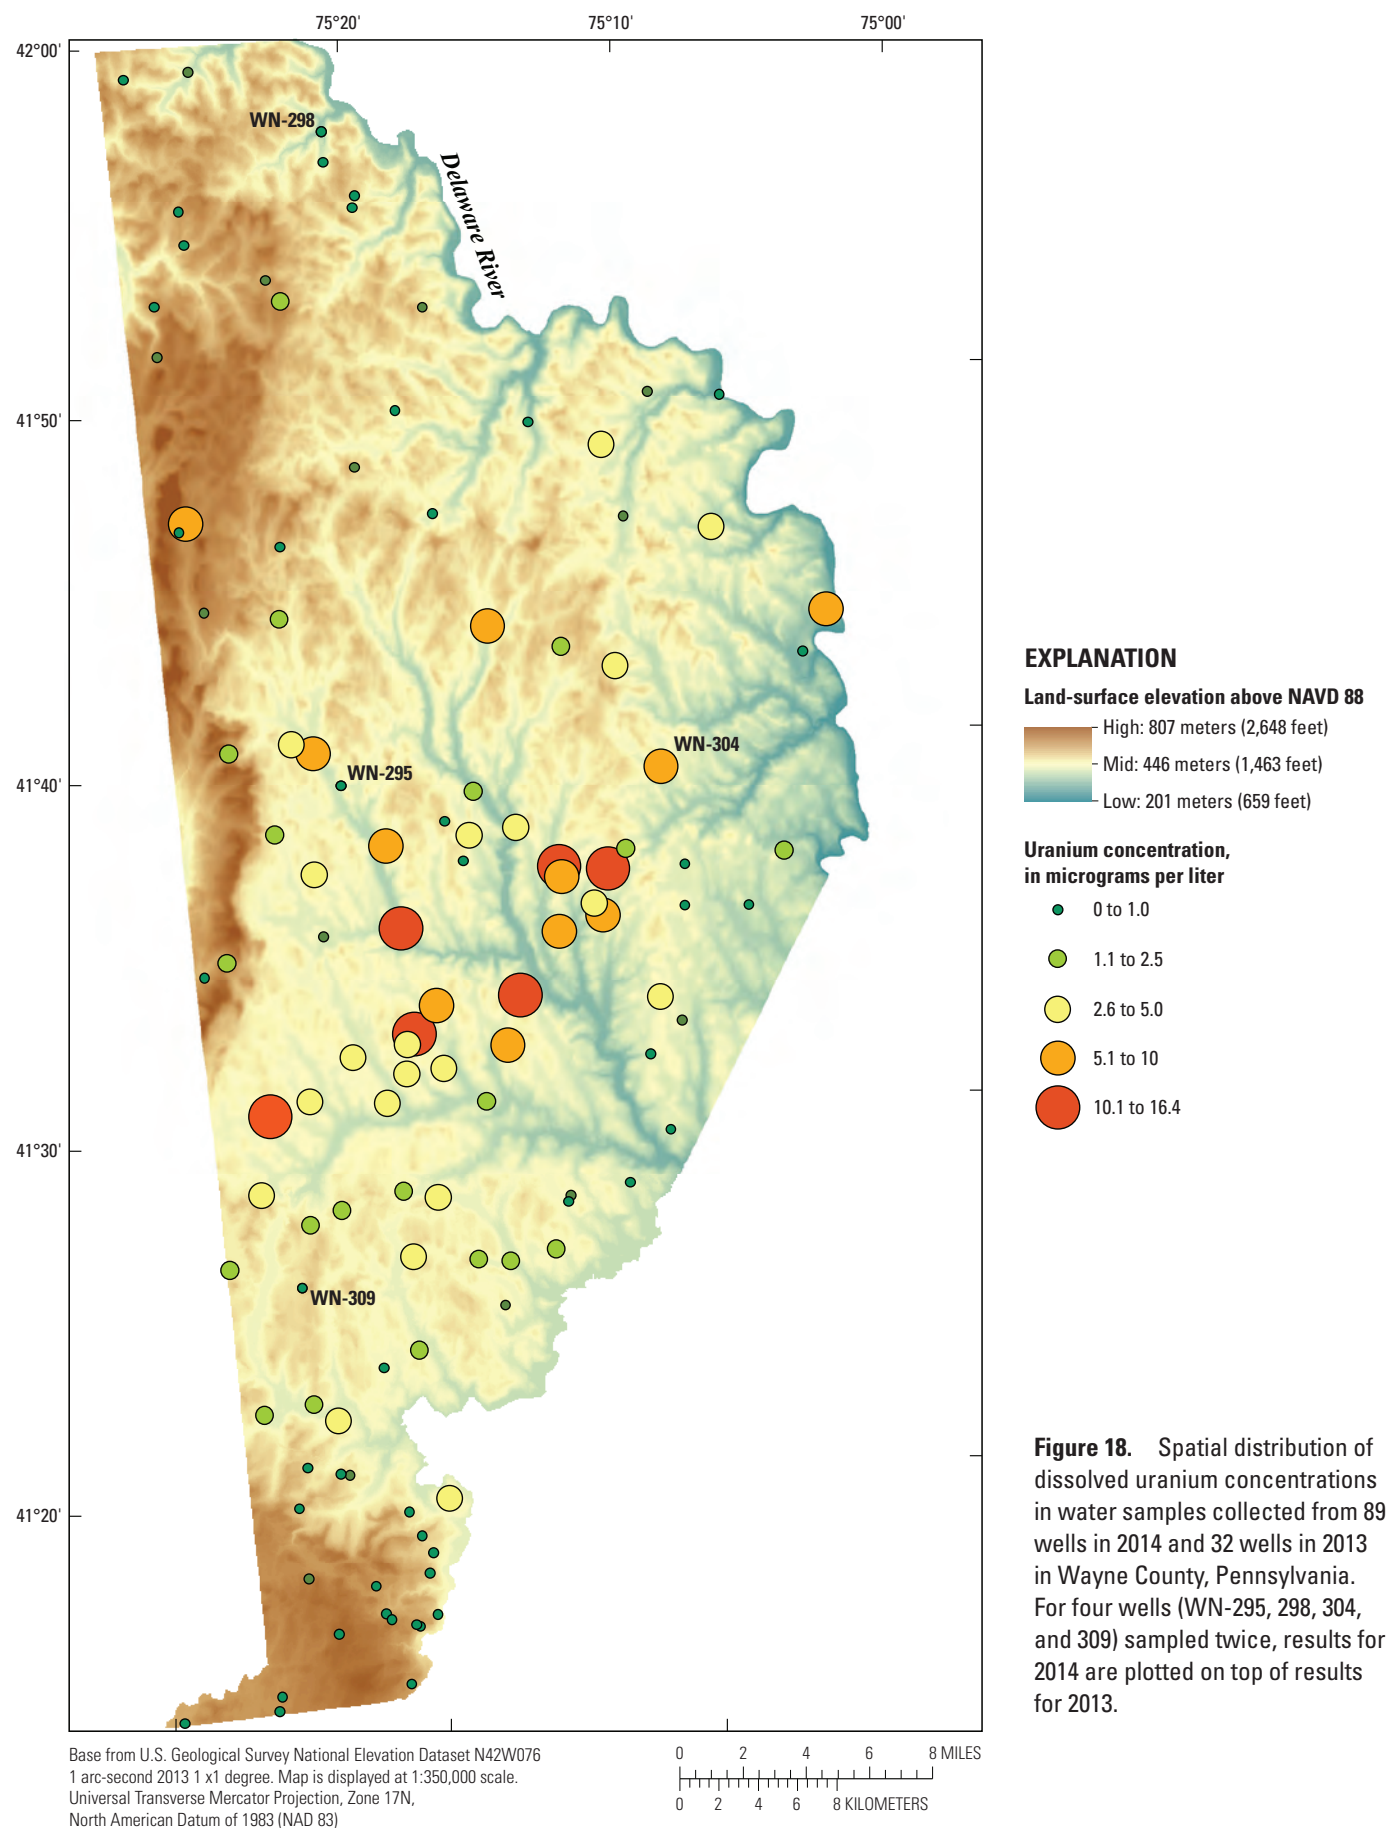 75°20'
75°10'
75°00'
42°00'
WN-298
Delaware River
41°50'
EXPLANATION
Land-surface elevation above NAVD 88
High: 807 meters (2,648 feet)
WN-304
Mid: 446 meters (1,463 feet)
WN-295
41°40'
Low: 201 meters (659 feet)
Uranium concentration,
in micrograms per liter
0 to 1.0
1.1 to 2.5
2.6 to 5.0
5.1 to 10
10.1 to 16.4
41°30'
WN-309
Figure 18. Spatial distribution of
dissolved uranium concentrations
in water samples collected from 89
wells in 2014 and 32 wells in 2013
in Wayne County, Pennsylvania.
For four wells (WN-295, 298, 304,
and 309) sampled twice, results for
2014 are plotted on top of results
for 2013.
41°20'
Base from U.S. Geological Survey National Elevation Dataset N42W076
1 arc-second 2013 1 x1 degree. Map is displayed at 1:350,000 scale.
Universal Transverse Mercator Projection, Zone 17N,
North American Datum of 1983 (NAD 83)
0 2 4 6 8 MILES
0 2 4 6 8 KILOMETERS